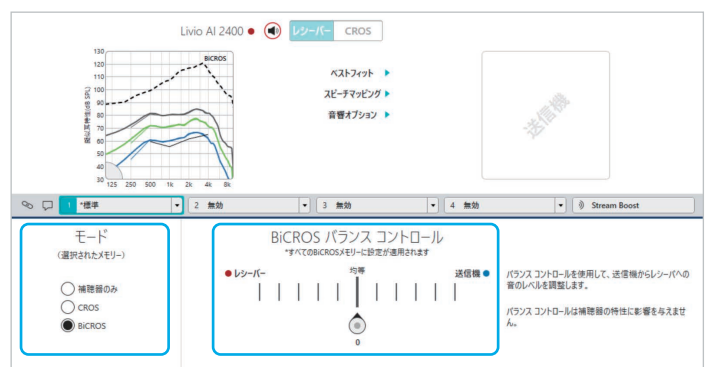 Livio AI 2400
レシーバー
CROS
BiCROS
130
120
110
100
90
80
70
60
50
40
30
125 250 500 1k 2k 4k 8k
ベストフィット
スピーチマッピング
音響オプション
送信機
1 *標準
2 無効
3 無効
4 無効
Stream Boost
モード
(選択されたメモリー)
補聴器のみ
CROS
BiCROS
BiCROS バランス コントロール
*すべてのBiCROSメモリーに設定が適用されます
レシーバー
均等
送信機
0
バランス コントロールを使用して、送信機からレシーバへの
音のレベルを調整します。
バランス コントロールは補聴器の特性に影響を与えませ
ん。